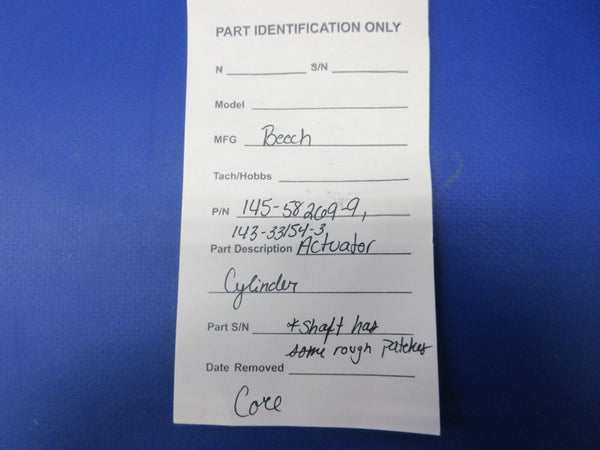 PART IDENTIFICATION ONLY
N S/N
Model
MFG Beech
Tach/Hobbs
P/N 145-58269-9,
143-33154-3
Part Description Actuator
Cylinder
Part S/N *shaft has
some rough patches
Date Removed
Core